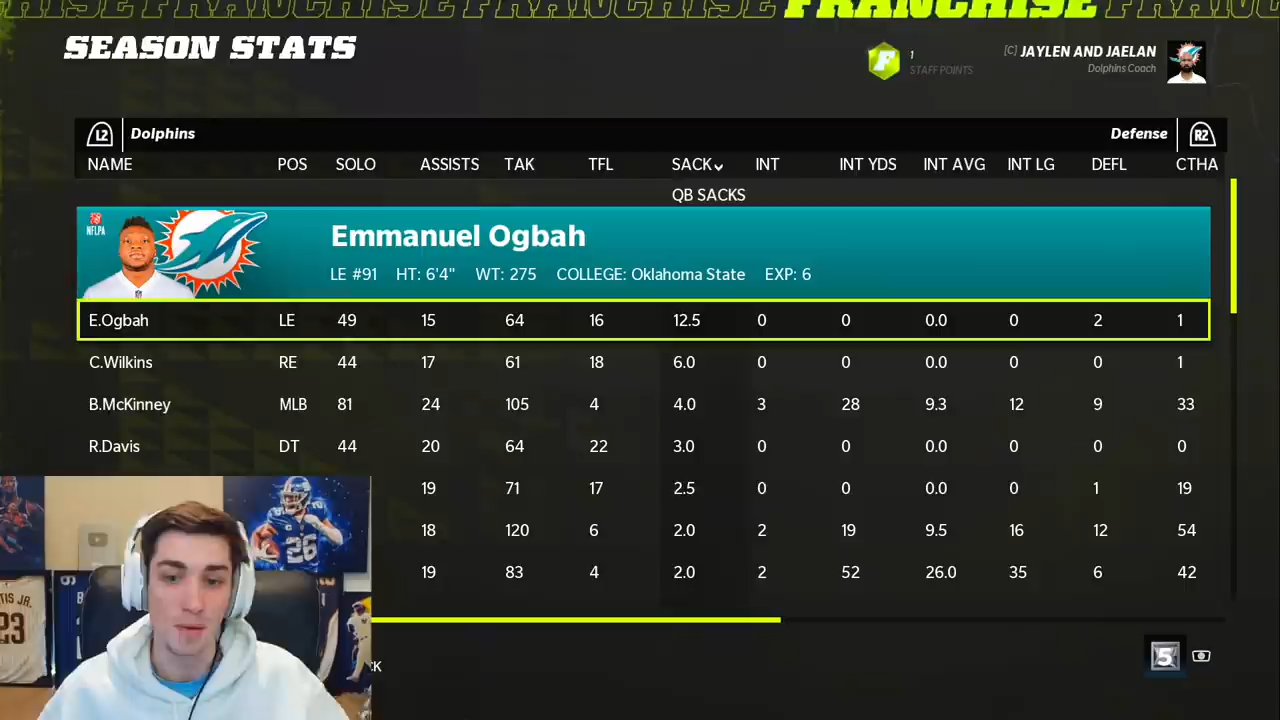 FRANCHISE FRANCHISE FRANCHISE
SEASON STATS
1
STAFF POINTS
[C] JAYLEN AND JAELAN
Dolphins Coach
L2 Dolphins Defense R2
NAME POS SOLO ASSISTS TAK TFL SACK INT INT YDS INT AVG INT LG DEFL CTHA
QB SACKS
NFLPA
Emmanuel Ogbah
LE #91 HT: 6'4" WT: 275 COLLEGE: Oklahoma State EXP: 6
E.Ogbah LE 49 15 64 16 12.5 0 0 0.0 0 2 1
C.Wilkins RE 44 17 61 18 6.0 0 0 0.0 0 0 1
B.McKinney MLB 81 24 105 4 4.0 3 28 9.3 12 9 33
R.Davis DT 44 20 64 22 3.0 0 0 0.0 0 0 0
19 71 17 2.5 0 0 0.0 0 1 19
18 120 6 2.0 2 19 9.5 16 12 54
19 83 4 2.0 2 52 26.0 35 6 42
26
TIS JR.
23
5